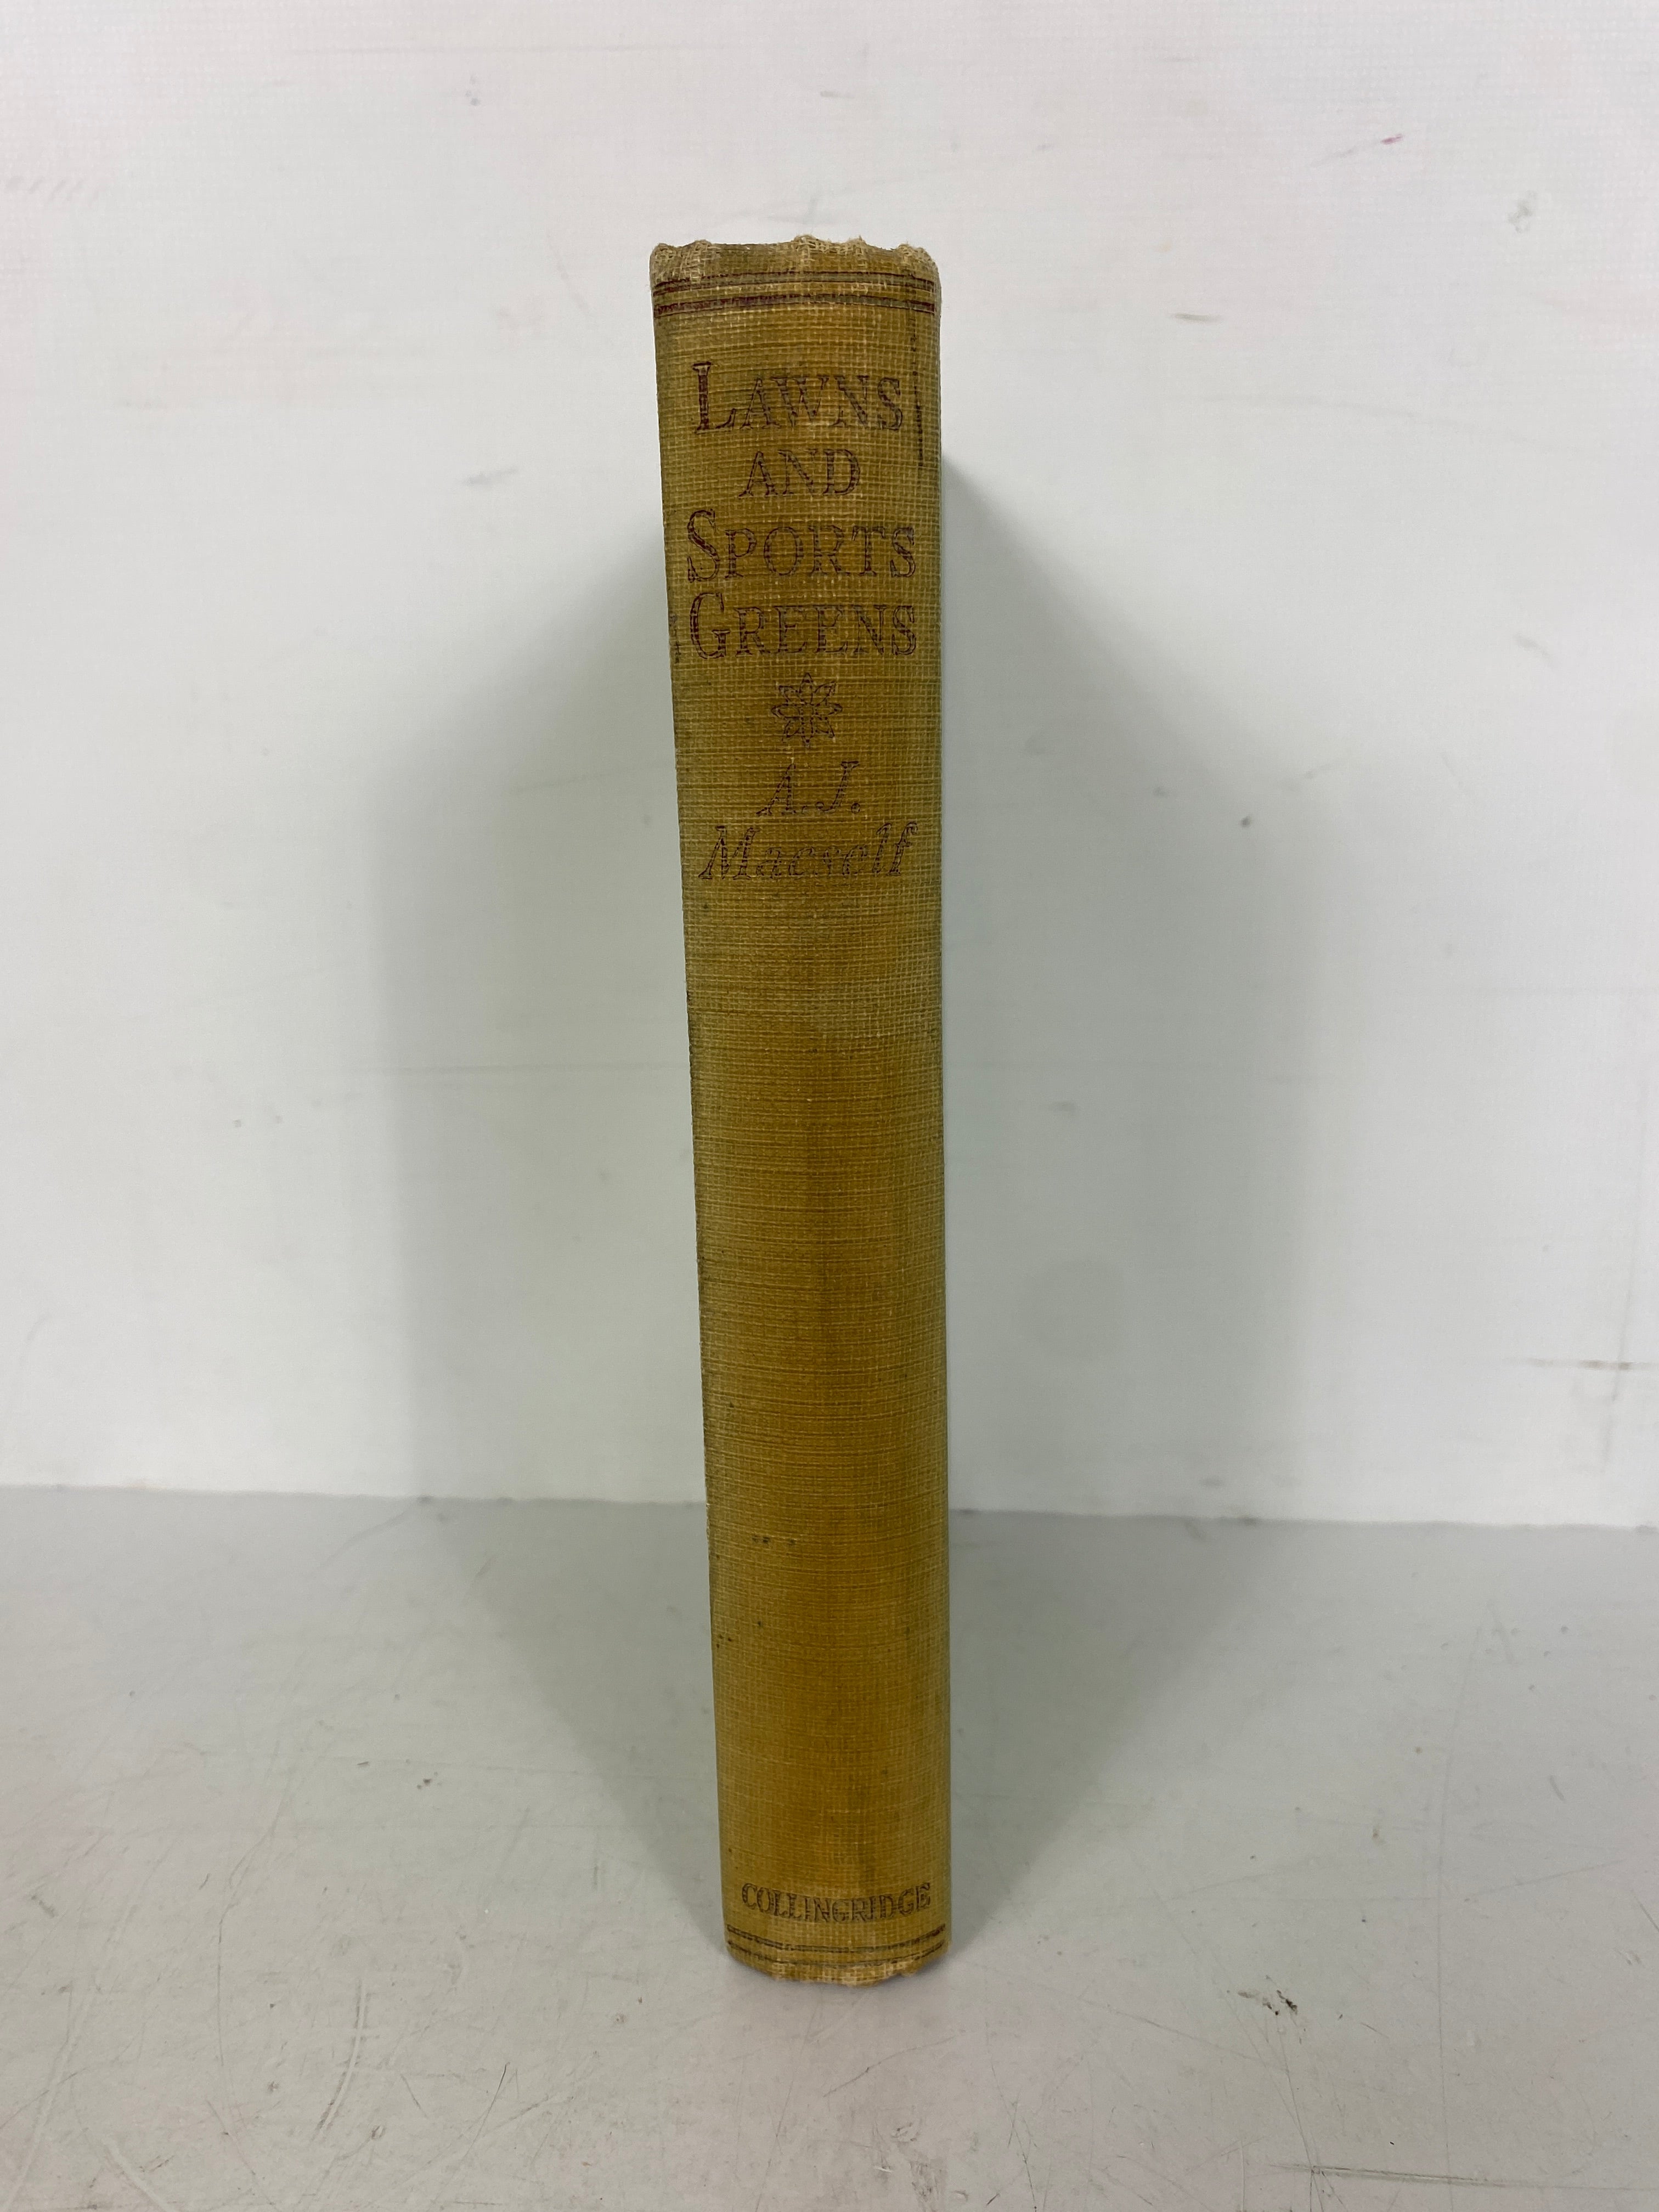 LAWNS
AND
SPORTS
GREENS
A.J.
Macself
COLLINGRIDGE